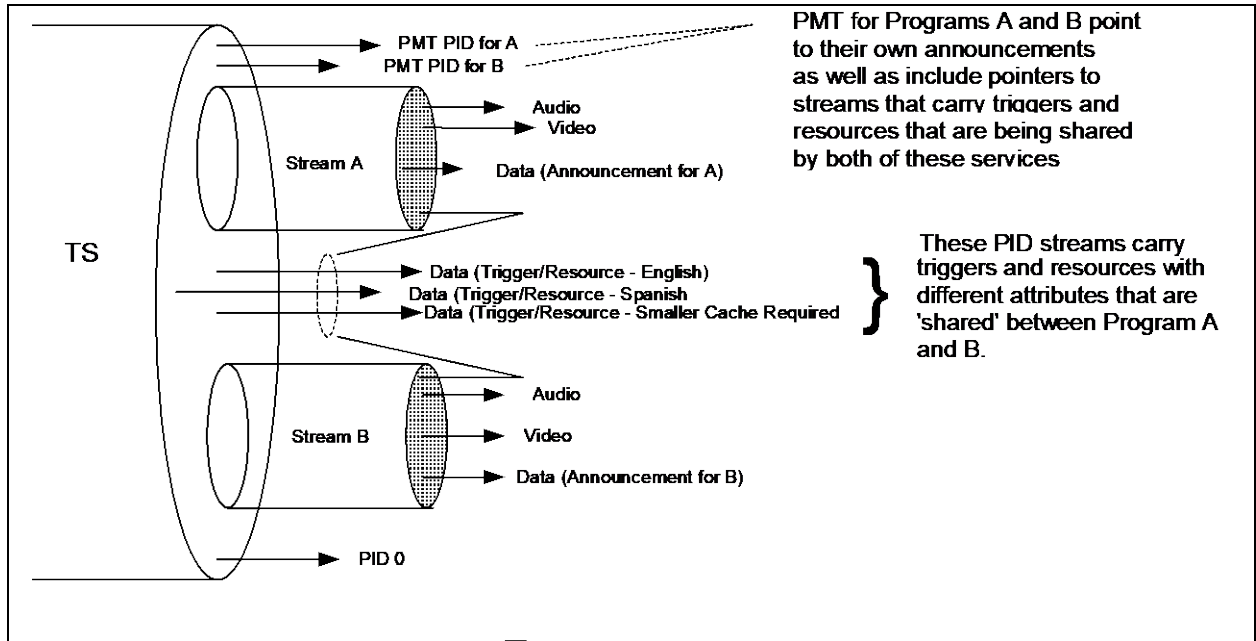 PMT PID for A
PMT PID for B
PMT for Programs A and B point
to their own announcements
as well as include pointers to
streams that carry triggers and
resources that are being shared
by both of these services
Audio
Video
Stream A
Data (Announcement for A)
TS
Data (Trigger/Resource - English)
Data (Trigger/Resource - Spanish
Data (Trigger/Resource - Smaller Cache Required
}
These PID streams carry
triggers and resources with
different attributes that are
'shared' between Program A
and B.
Audio
Stream B
Video
Data (Announcement for B)
PID 0